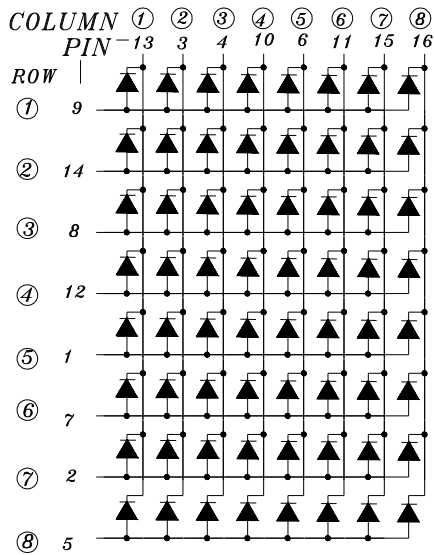 COLUMN ① ② ③ ④ ⑤ ⑥ ⑦ ⑧
PIN 13 3 4 10 6 11 15 16
ROW
① 9
② 14
③ 8
④ 12
⑤ 1
⑥ 7
⑦ 2
⑧ 5